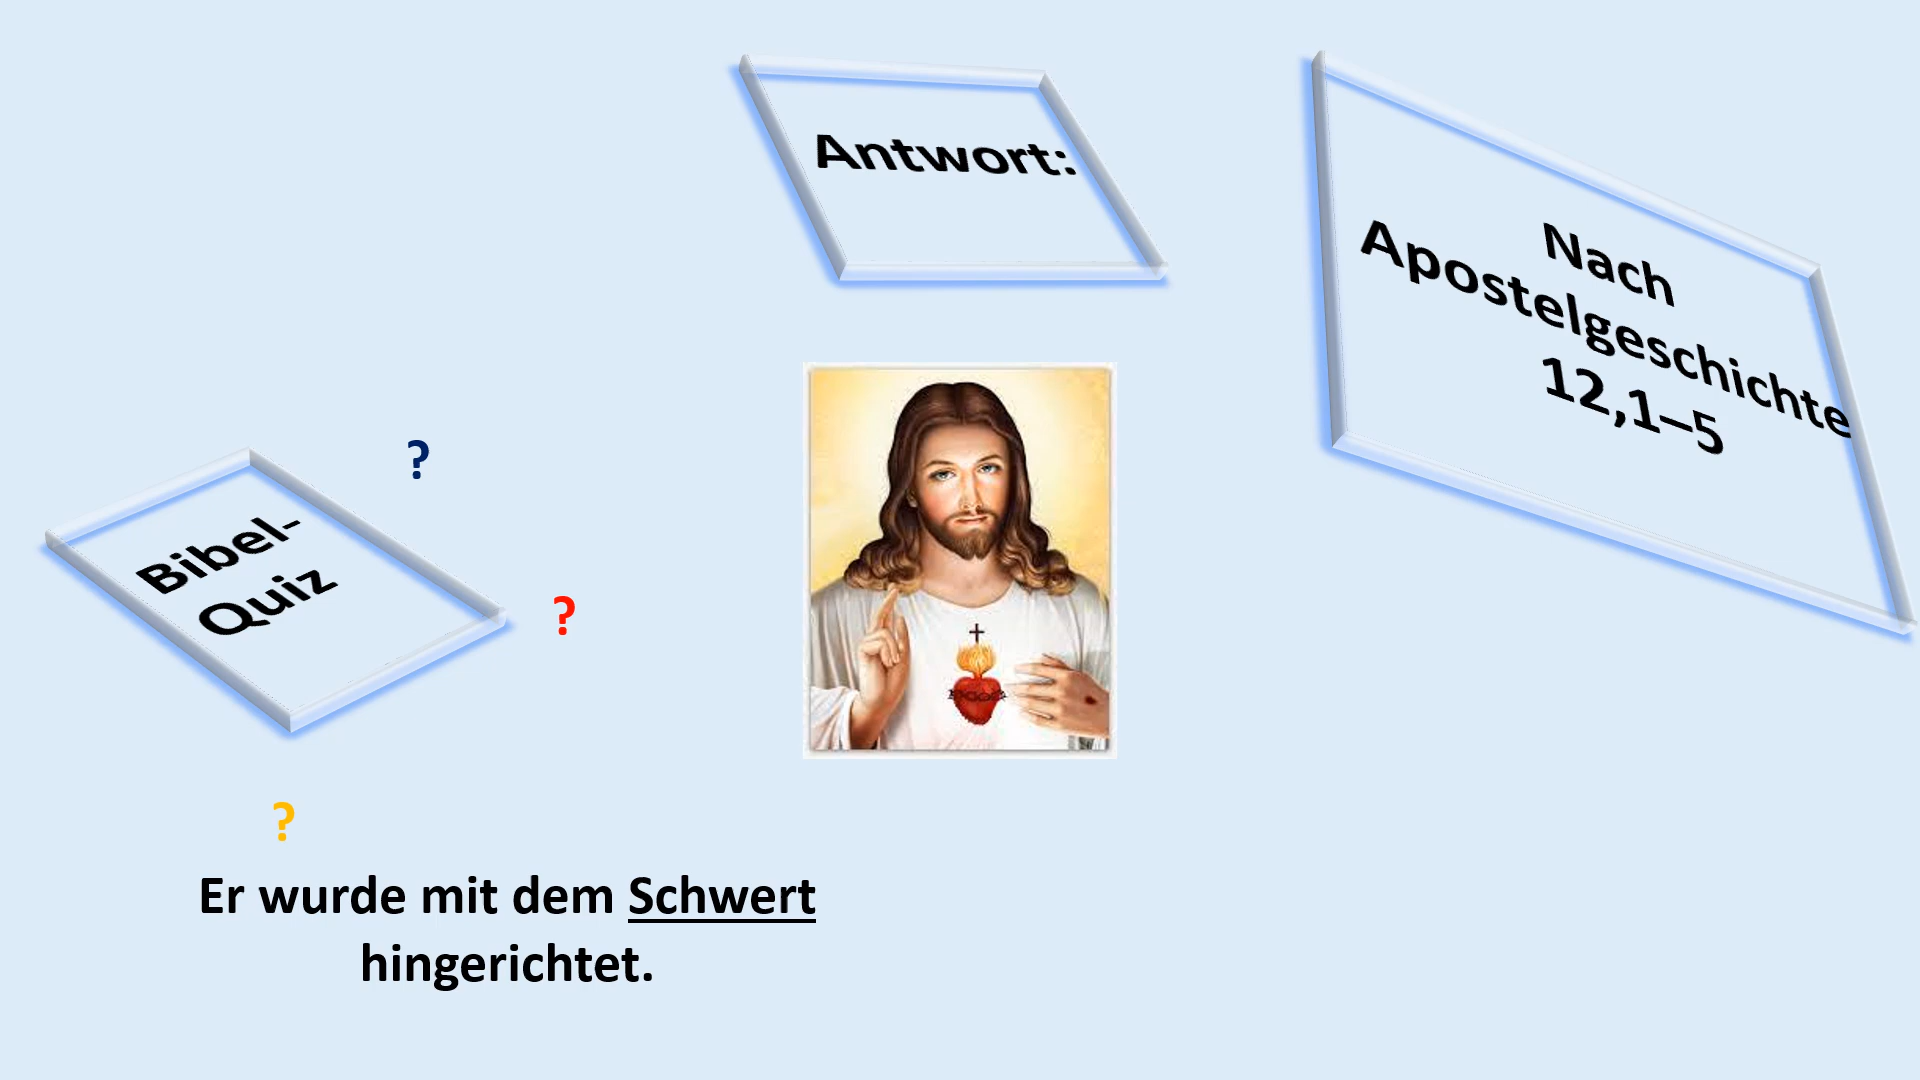 Antwort:
Nach
Apostelgeschichte
12,1–5
Bibel-
Quiz
?
?
?
Er wurde mit dem Schwert
hingerichtet.